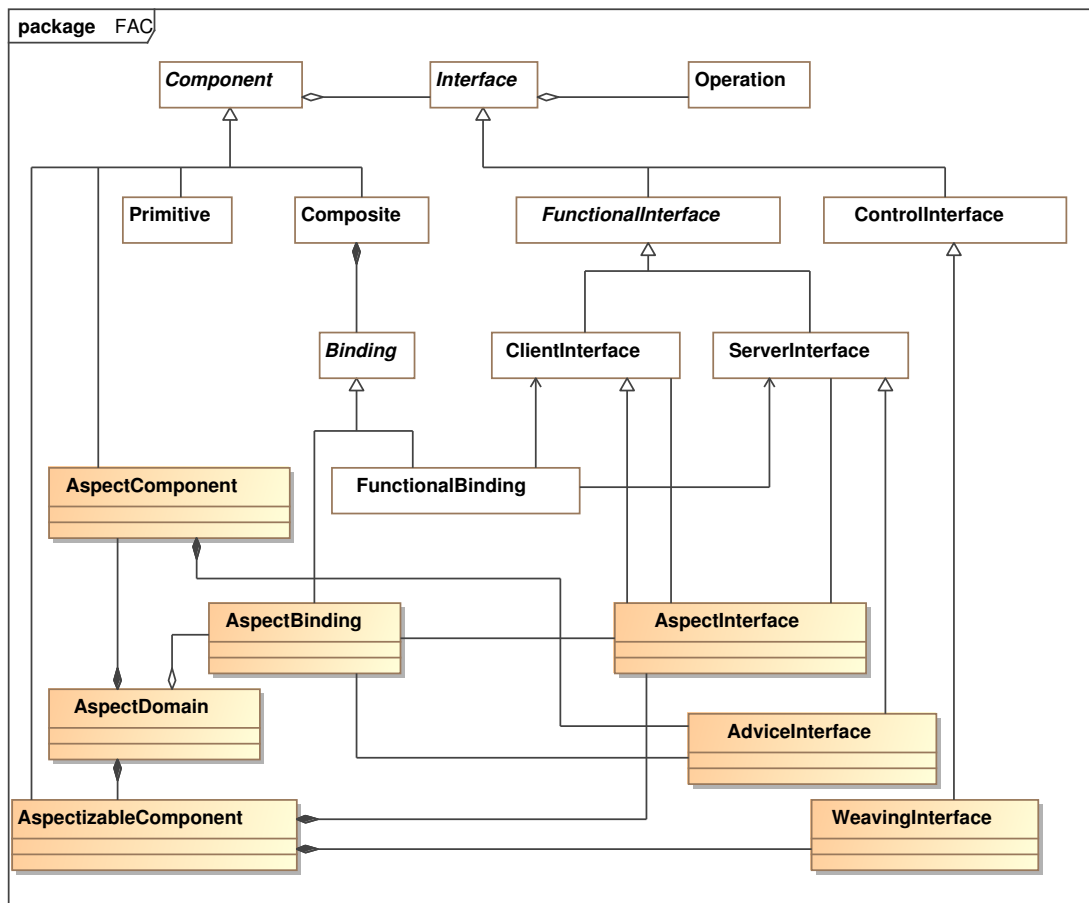 package FAC
Component
Interface
Operation
Primitive
Composite
FunctionalInterface
ControlInterface
Binding
ClientInterface
ServerInterface
AspectComponent
FunctionalBinding
AspectBinding
AspectInterface
AspectDomain
AdviceInterface
AspectizableComponent
WeavingInterface